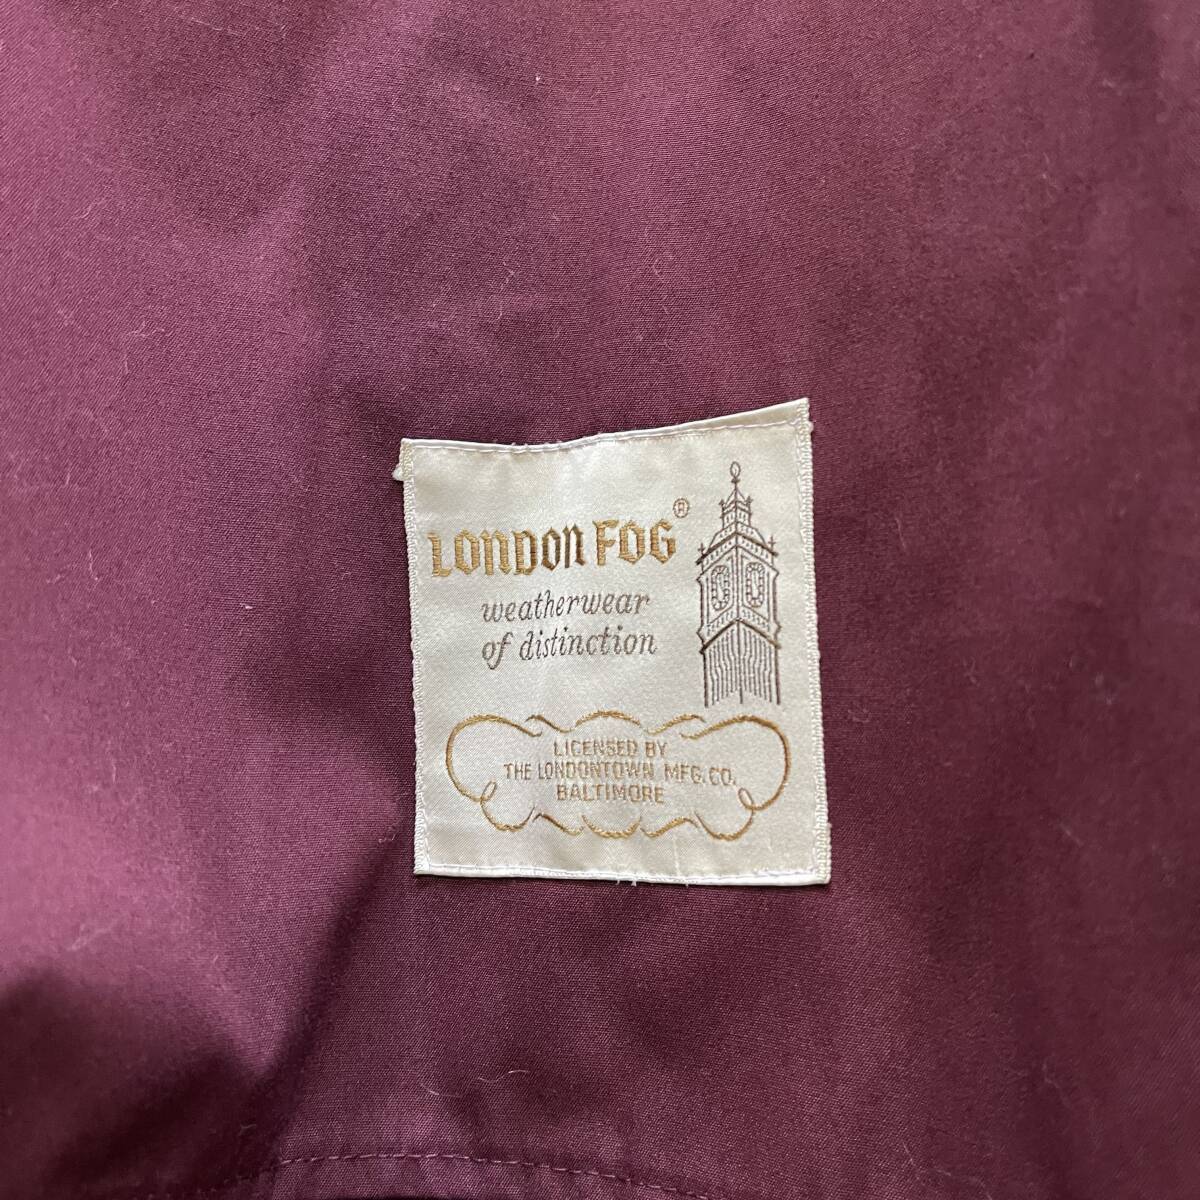 LONDON FOG®
weatherwear
of distinction
LICENSED BY
THE LONDONTOWN MFG. CO.
BALTIMORE